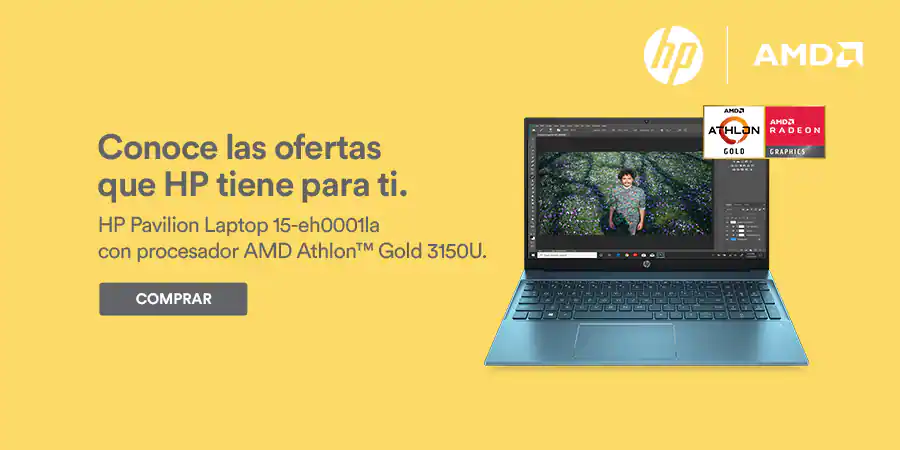 hp
AMD
Conoce las ofertas
que HP tiene para ti.
HP Pavilion Laptop 15-eh0001la
con procesador AMD Athlon™ Gold 3150U.
COMPRAR
AMD
ATHLON
GOLD
AMD
RADEON
GRAPHICS
hp